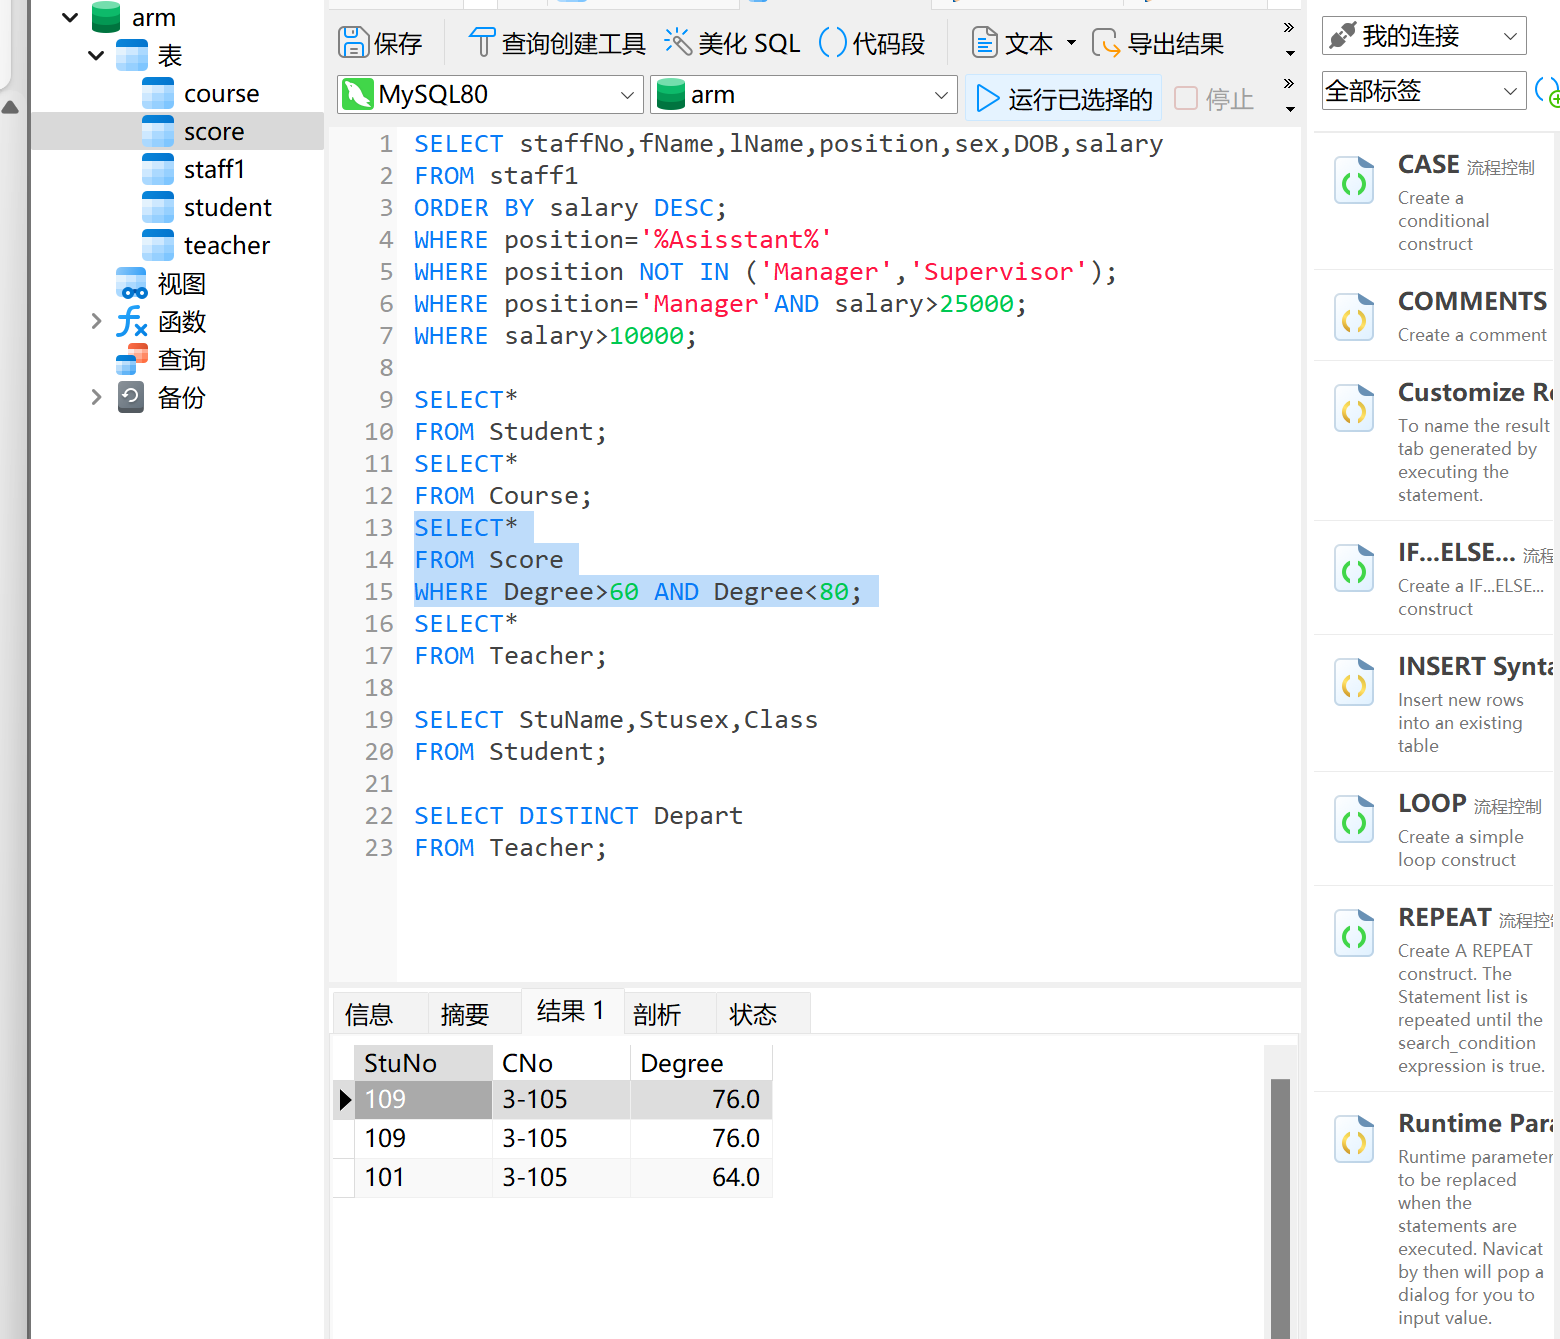 arm
表
course
score
staff1
student
teacher
视图
函数
查询
备份
保存 查询创建工具 美化 SQL 代码段 文本 导出结果
MySQL80 arm 运行已选择的 停止
1 SELECT staffNo,fName,lName,position,sex,DOB,salary
2 FROM staff1
3 ORDER BY salary DESC;
4 WHERE position='%Asisstant%'
5 WHERE position NOT IN ('Manager','Supervisor');
6 WHERE position='Manager'AND salary>25000;
7 WHERE salary>10000;
8
9 SELECT*
10 FROM Student;
11 SELECT*
12 FROM Course;
13 SELECT*
14 FROM Score
15 WHERE Degree>60 AND Degree<80;
16 SELECT*
17 FROM Teacher;
18
19 SELECT StuName,Stusex,Class
20 FROM Student;
21
22 SELECT DISTINCT Depart
23 FROM Teacher;
信息 摘要 结果 1 剖析 状态
StuNo CNo Degree
109 3-105 76.0
109 3-105 76.0
101 3-105 64.0
我的连接
全部标签
CASE 流程控制
Create a
conditional
construct
COMMENTS
Create a comment
Customize Re
To name the result
tab generated by
executing the
statement.
IF...ELSE... 流程
Create a IF...ELSE...
construct
INSERT Synta
Insert new rows
into an existing
table
LOOP 流程控制
Create a simple
loop construct
REPEAT 流程控
Create A REPEAT
construct. The
Statement list is
repeated until the
search_condition
expression is true.
Runtime Para
Runtime parameter
to be replaced
when the
statements are
executed. Navicat
by then will pop a
dialog for you to
input value.